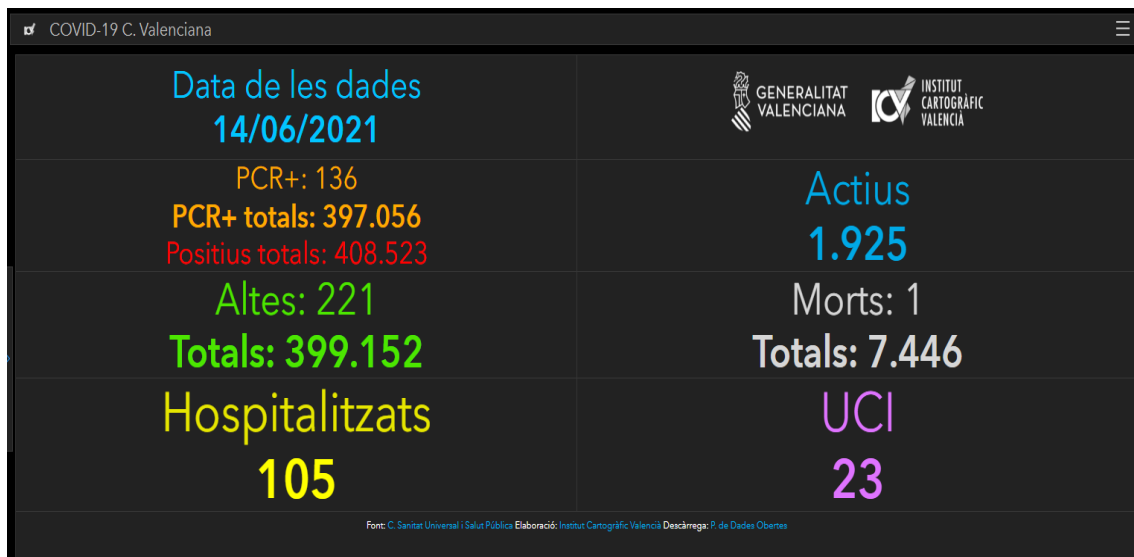 COVID-19 C. Valenciana
Data de les dades
14/06/2021
GENERALITAT
VALENCIANA
INSTITUT
CARTOGRÀFIC
VALENCIÀ
PCR+: 136
PCR+ totals: 397.056
Positius totals: 408.523
Actius
1.925
Altes: 221
Totals: 399.152
Morts: 1
Totals: 7.446
Hospitalitzats
105
UCI
23
Font: C. Sanitat Universal i Salut Pública Elaboració: Institut Cartogràfic Valencià Descàrrega: P. de Dades Obertes